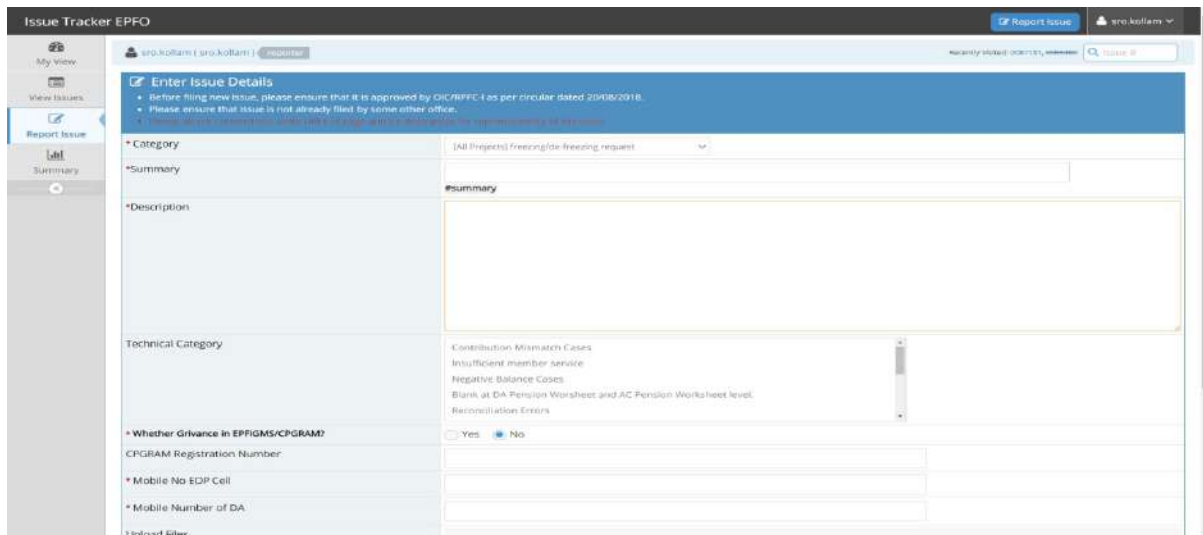 Issue Tracker EPFO
Report Issue
sro.kollam
My View
View Issues
Report Issue
Summary
sro.kollam ( sro.kollam ) reporter
Recently Visited:
Issue #
Enter Issue Details
Before filing new issue, please ensure that it is approved by OIC/RPFC-I as per circular dated 20/08/2018.
Please ensure that issue is not already filed by some other office.
* Category
[All Projects] freezing/de-freezing request
*Summary
#summary
*Description
Technical Category
Contribution Mismatch Cases
Insufficient member service
Negative Balance Cases
Blank at DA Pension Worsheet and AC Pension Worksheet level.
Reconciliation Errors
* Whether Grivance in EPFiGMS/CPGRAM?
Yes No
CPGRAM Registration Number
* Mobile No EDP Cell
* Mobile Number of DA
Upload Files